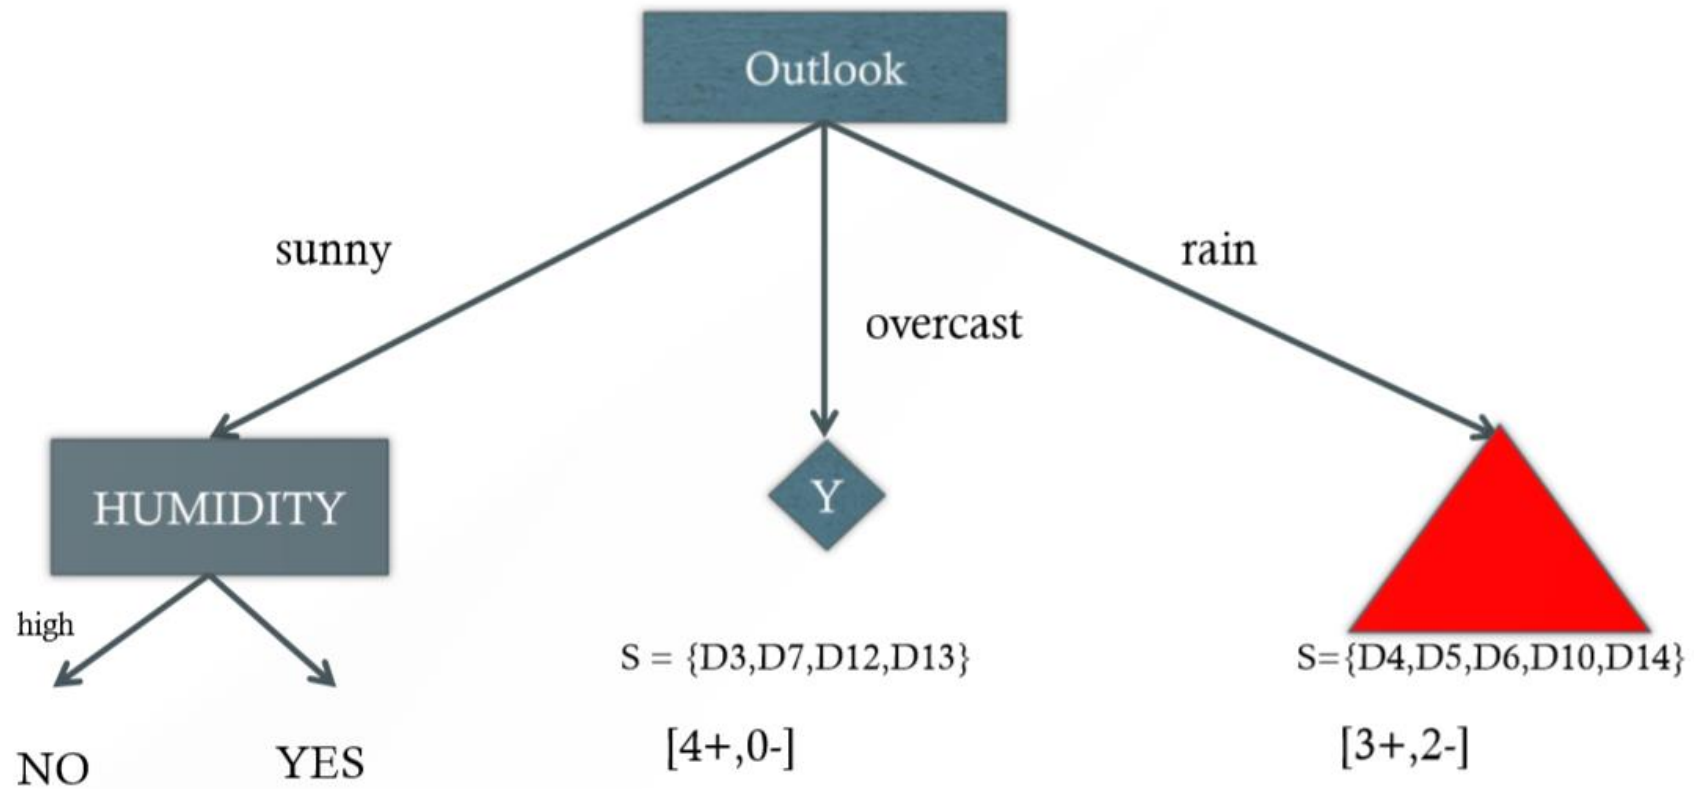 Outlook
sunny
rain
overcast
HUMIDITY
Y
high
S = {D3,D7,D12,D13}
S={D4,D5,D6,D10,D14}
[4+,0-]
[3+,2-]
NO
YES